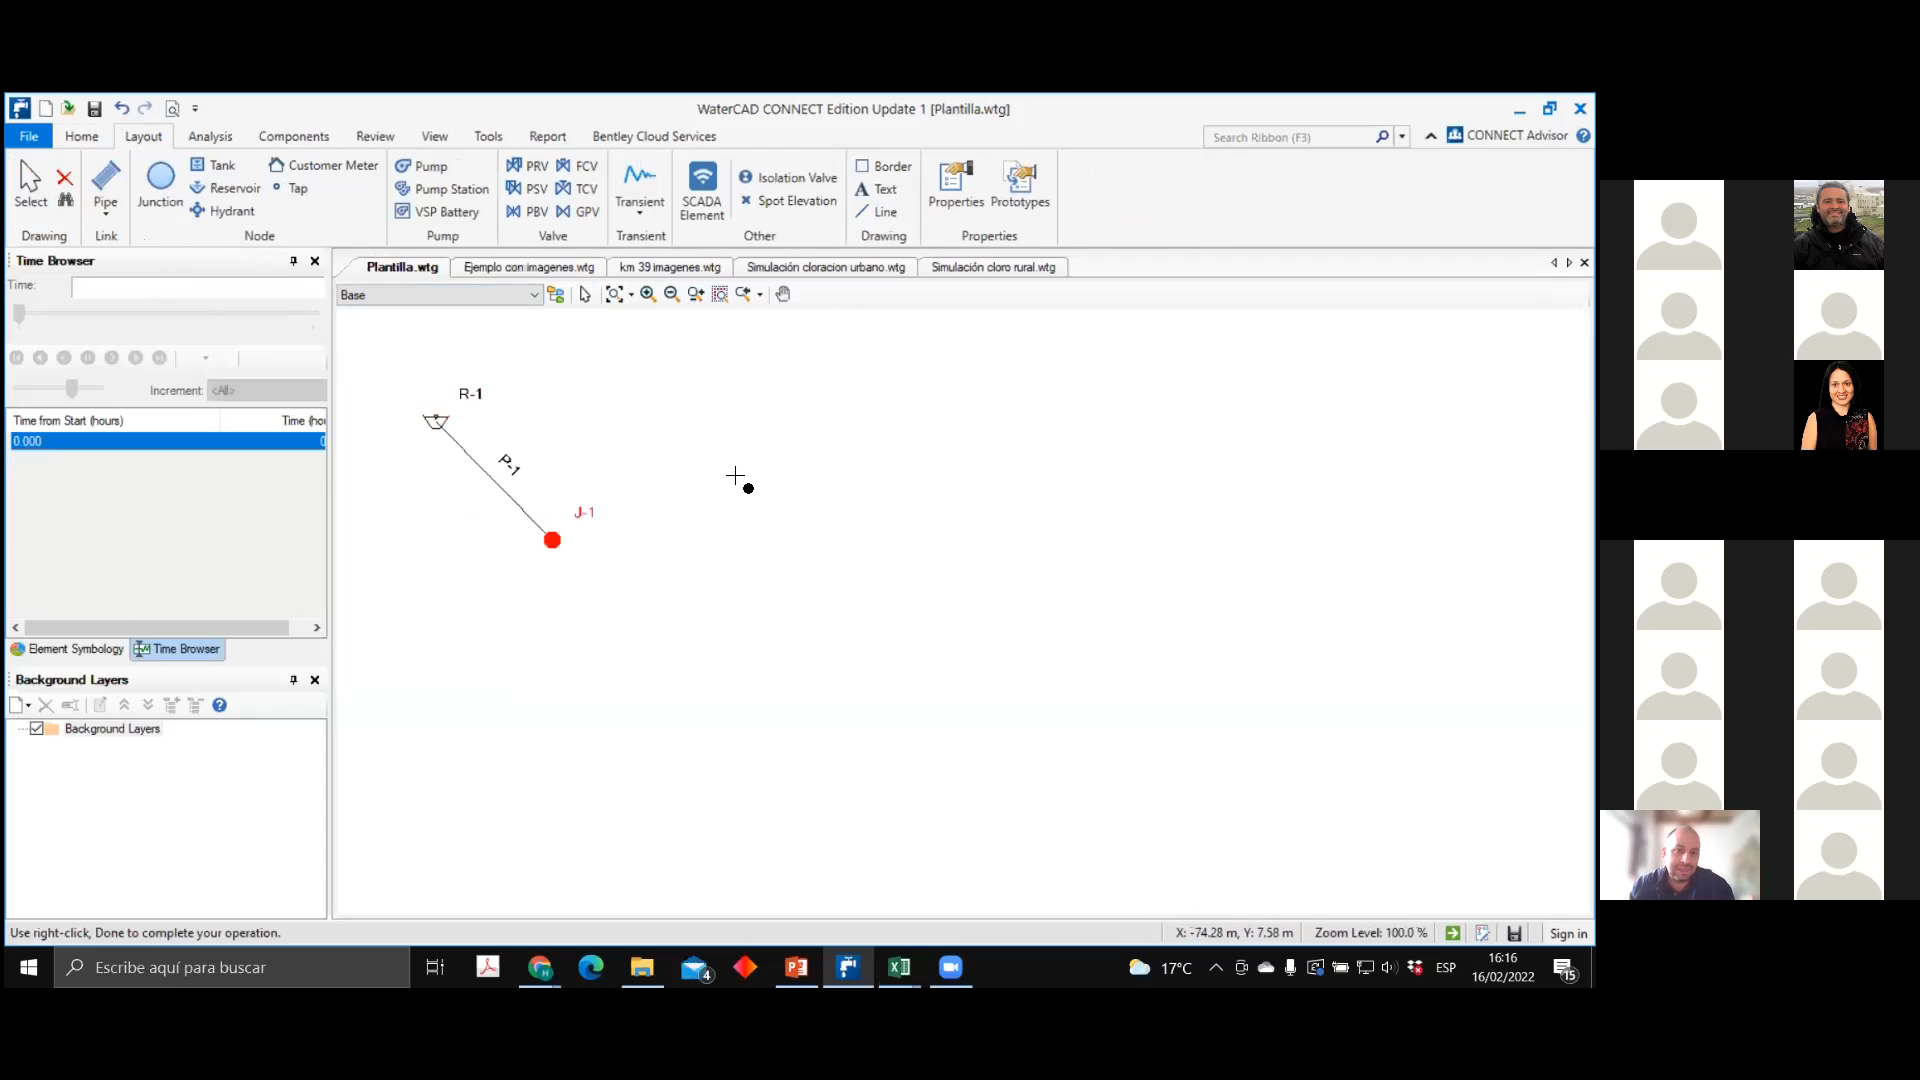 WaterCAD CONNECT Edition Update 1 [Plantilla.wtg]
File Home Layout Analysis Components Review View Tools Report Bentley Cloud Services
Search Ribbon (F3) CONNECT Advisor
Select
Drawing
Pipe
Link
Junction
Tank Customer Meter
Reservoir Tap
Hydrant
Node
Pump
Pump Station
VSP Battery
Pump
PRV FCV
PSV TCV
PBV GPV
Valve
Transient
Transient
SCADA
Element
Isolation Valve
Spot Elevation
Other
Border
A Text
Line
Drawing
Properties Prototypes
Properties
Time Browser
Time:
Increment: <All>
Time from Start (hours) Time (hou
0.000 0
Element Symbology Time Browser
Background Layers
Background Layers
Plantilla.wtg Ejemplo con imagenes.wtg km 39 imagenes.wtg Simulación cloracion urbano.wtg Simulación cloro rural.wtg
Base
R-1
P-1
J-1
Use right-click, Done to complete your operation.
X: -74.28 m, Y: 7.58 m Zoom Level: 100.0 % Sign in
Escribe aquí para buscar
4
17°C
ESP
16:16
16/02/2022
15